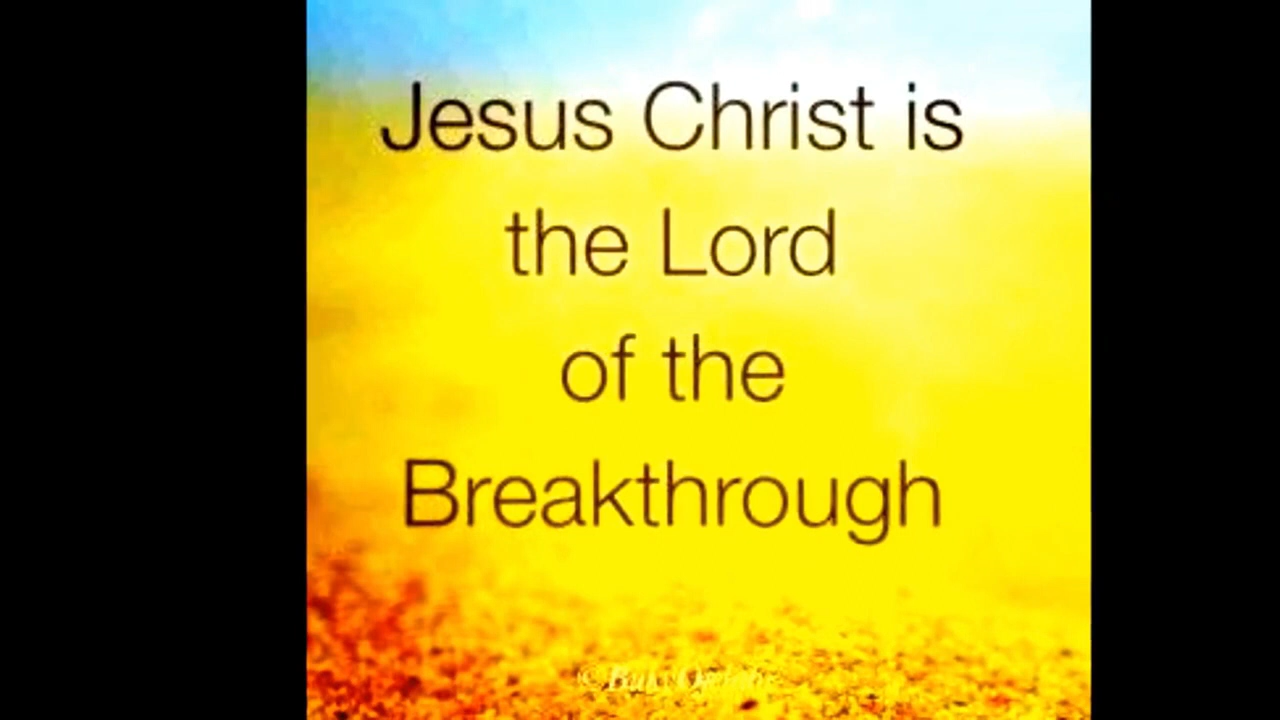 Jesus Christ is
the Lord
of the
Breakthrough